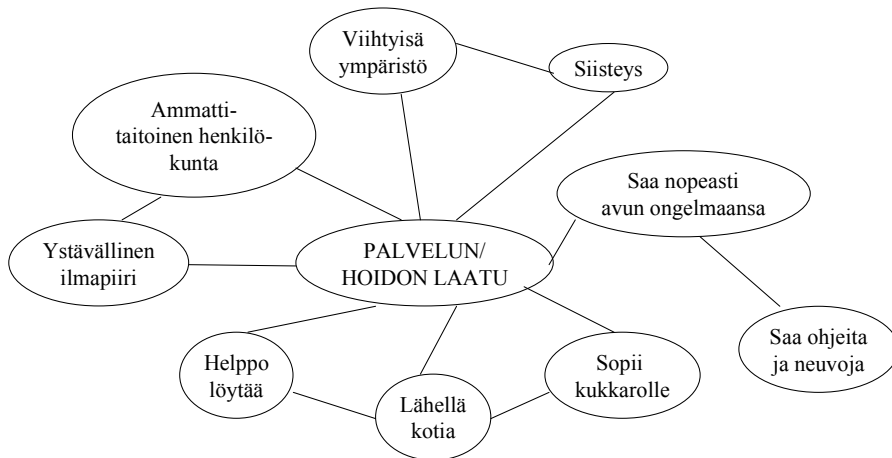 Viihtyisä
ympäristö
Siisteys
Ammatti-
taitoinen henkilö-
kunta
Saa nopeasti
avun ongelmaansa
Ystävällinen
ilmapiiri
PALVELUN/
HOIDON LAATU
Helppo
löytää
Lähellä
kotia
Sopii
kukkarolle
Saa ohjeita
ja neuvoja